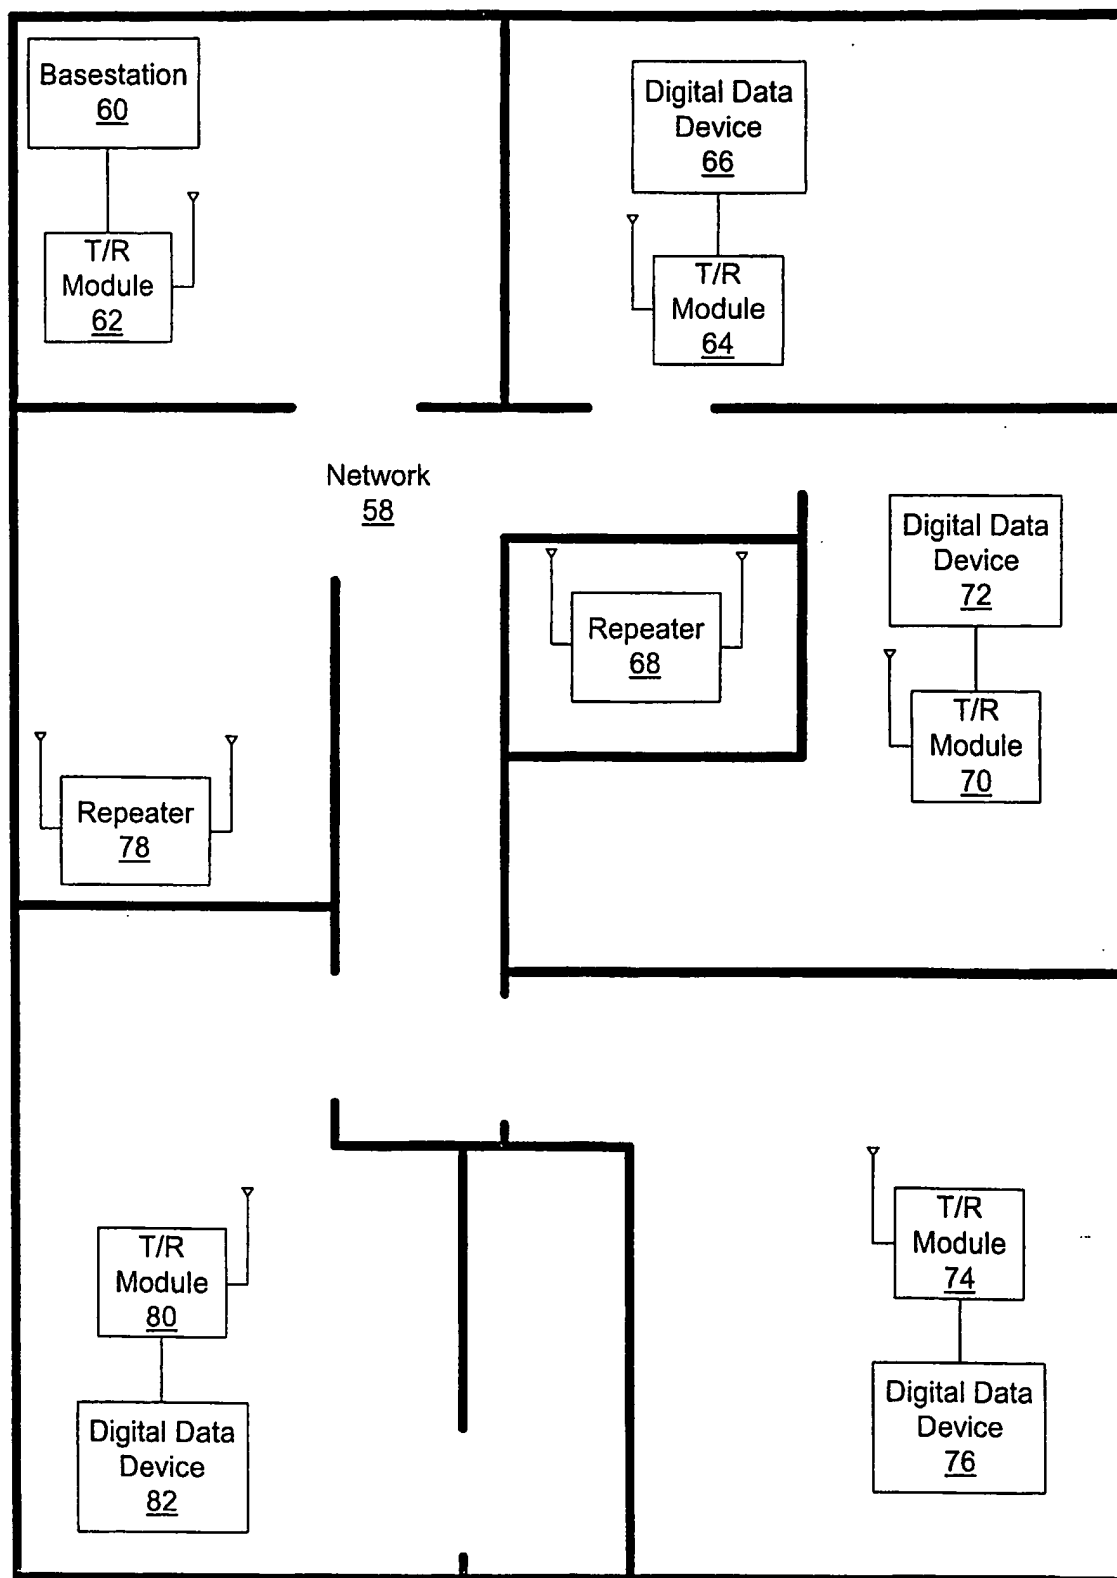 Basestation
60
T/R
Module
62
Digital Data
Device
66
T/R
Module
64
Network
58
Digital Data
Device
72
Repeater
68
T/R
Module
70
Repeater
78
T/R
Module
74
T/R
Module
80
Digital Data
Device
76
Digital Data
Device
82